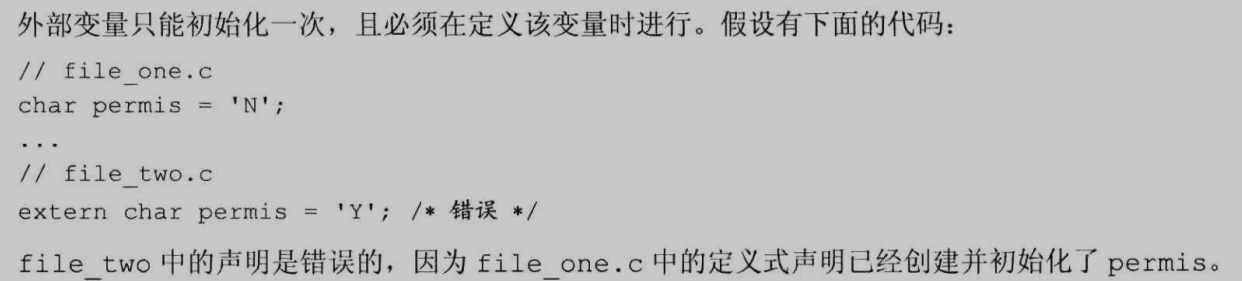 外部变量只能初始化一次，且必须在定义该变量时进行。假设有下面的代码：
// file_one.c
char permis = 'N';
...
// file_two.c
extern char permis = 'Y'; /* 错误 */
file_two 中的声明是错误的，因为 file_one.c 中的定义式声明已经创建并初始化了 permis。